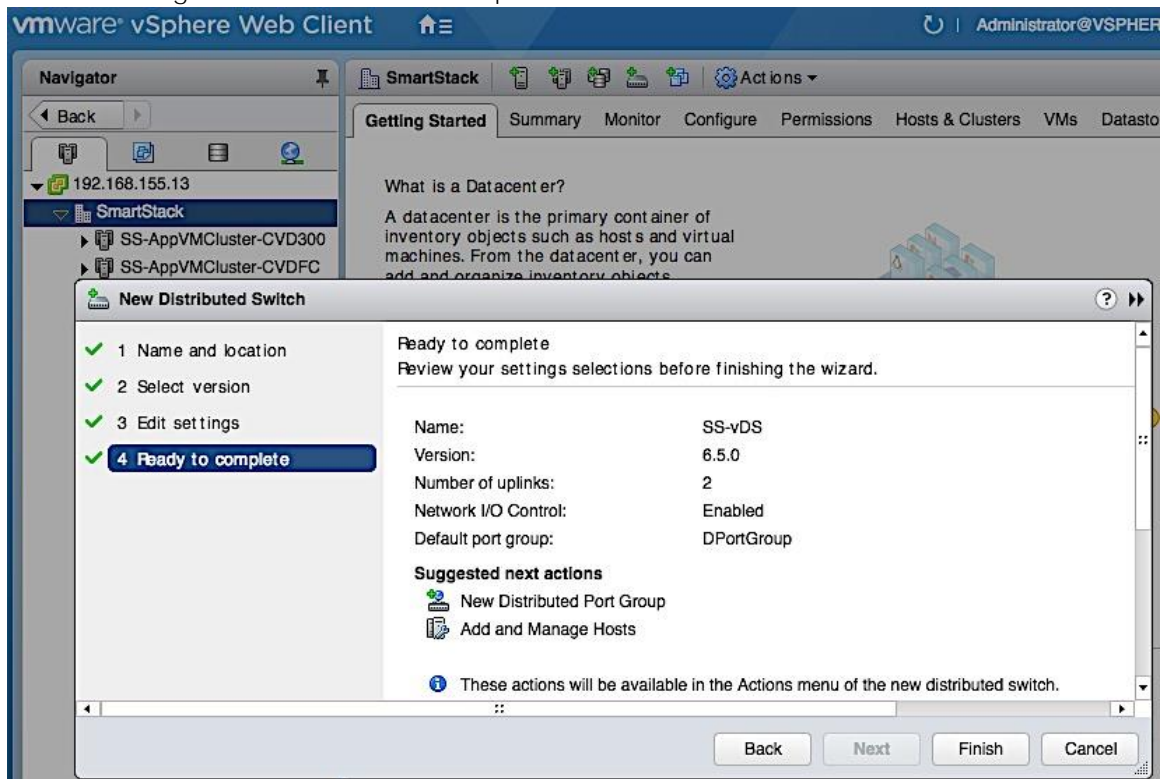 vmware vSphere Web Client
Administrator@VSPHER
Navigator
SmartStack
Actions
Back
Getting Started Summary Monitor Configure Permissions Hosts & Clusters VMs Datasto
192.168.155.13
SmartStack
SS-AppVMCluster-CVD300
SS-AppVMCluster-CVDFC
What is a Datacenter?
A datacenter is the primary container of
inventory objects such as hosts and virtual
machines. From the datacenter, you can
add and organize inventory objects
New Distributed Switch
?
1 Name and location
2 Select version
3 Edit settings
4 Ready to complete
Ready to complete
Review your settings selections before finishing the wizard.
Name: SS-vDS
Version: 6.5.0
Number of uplinks: 2
Network I/O Control: Enabled
Default port group: DPortGroup
Suggested next actions
New Distributed Port Group
Add and Manage Hosts
These actions will be available in the Actions menu of the new distributed switch.
Back Next Finish Cancel